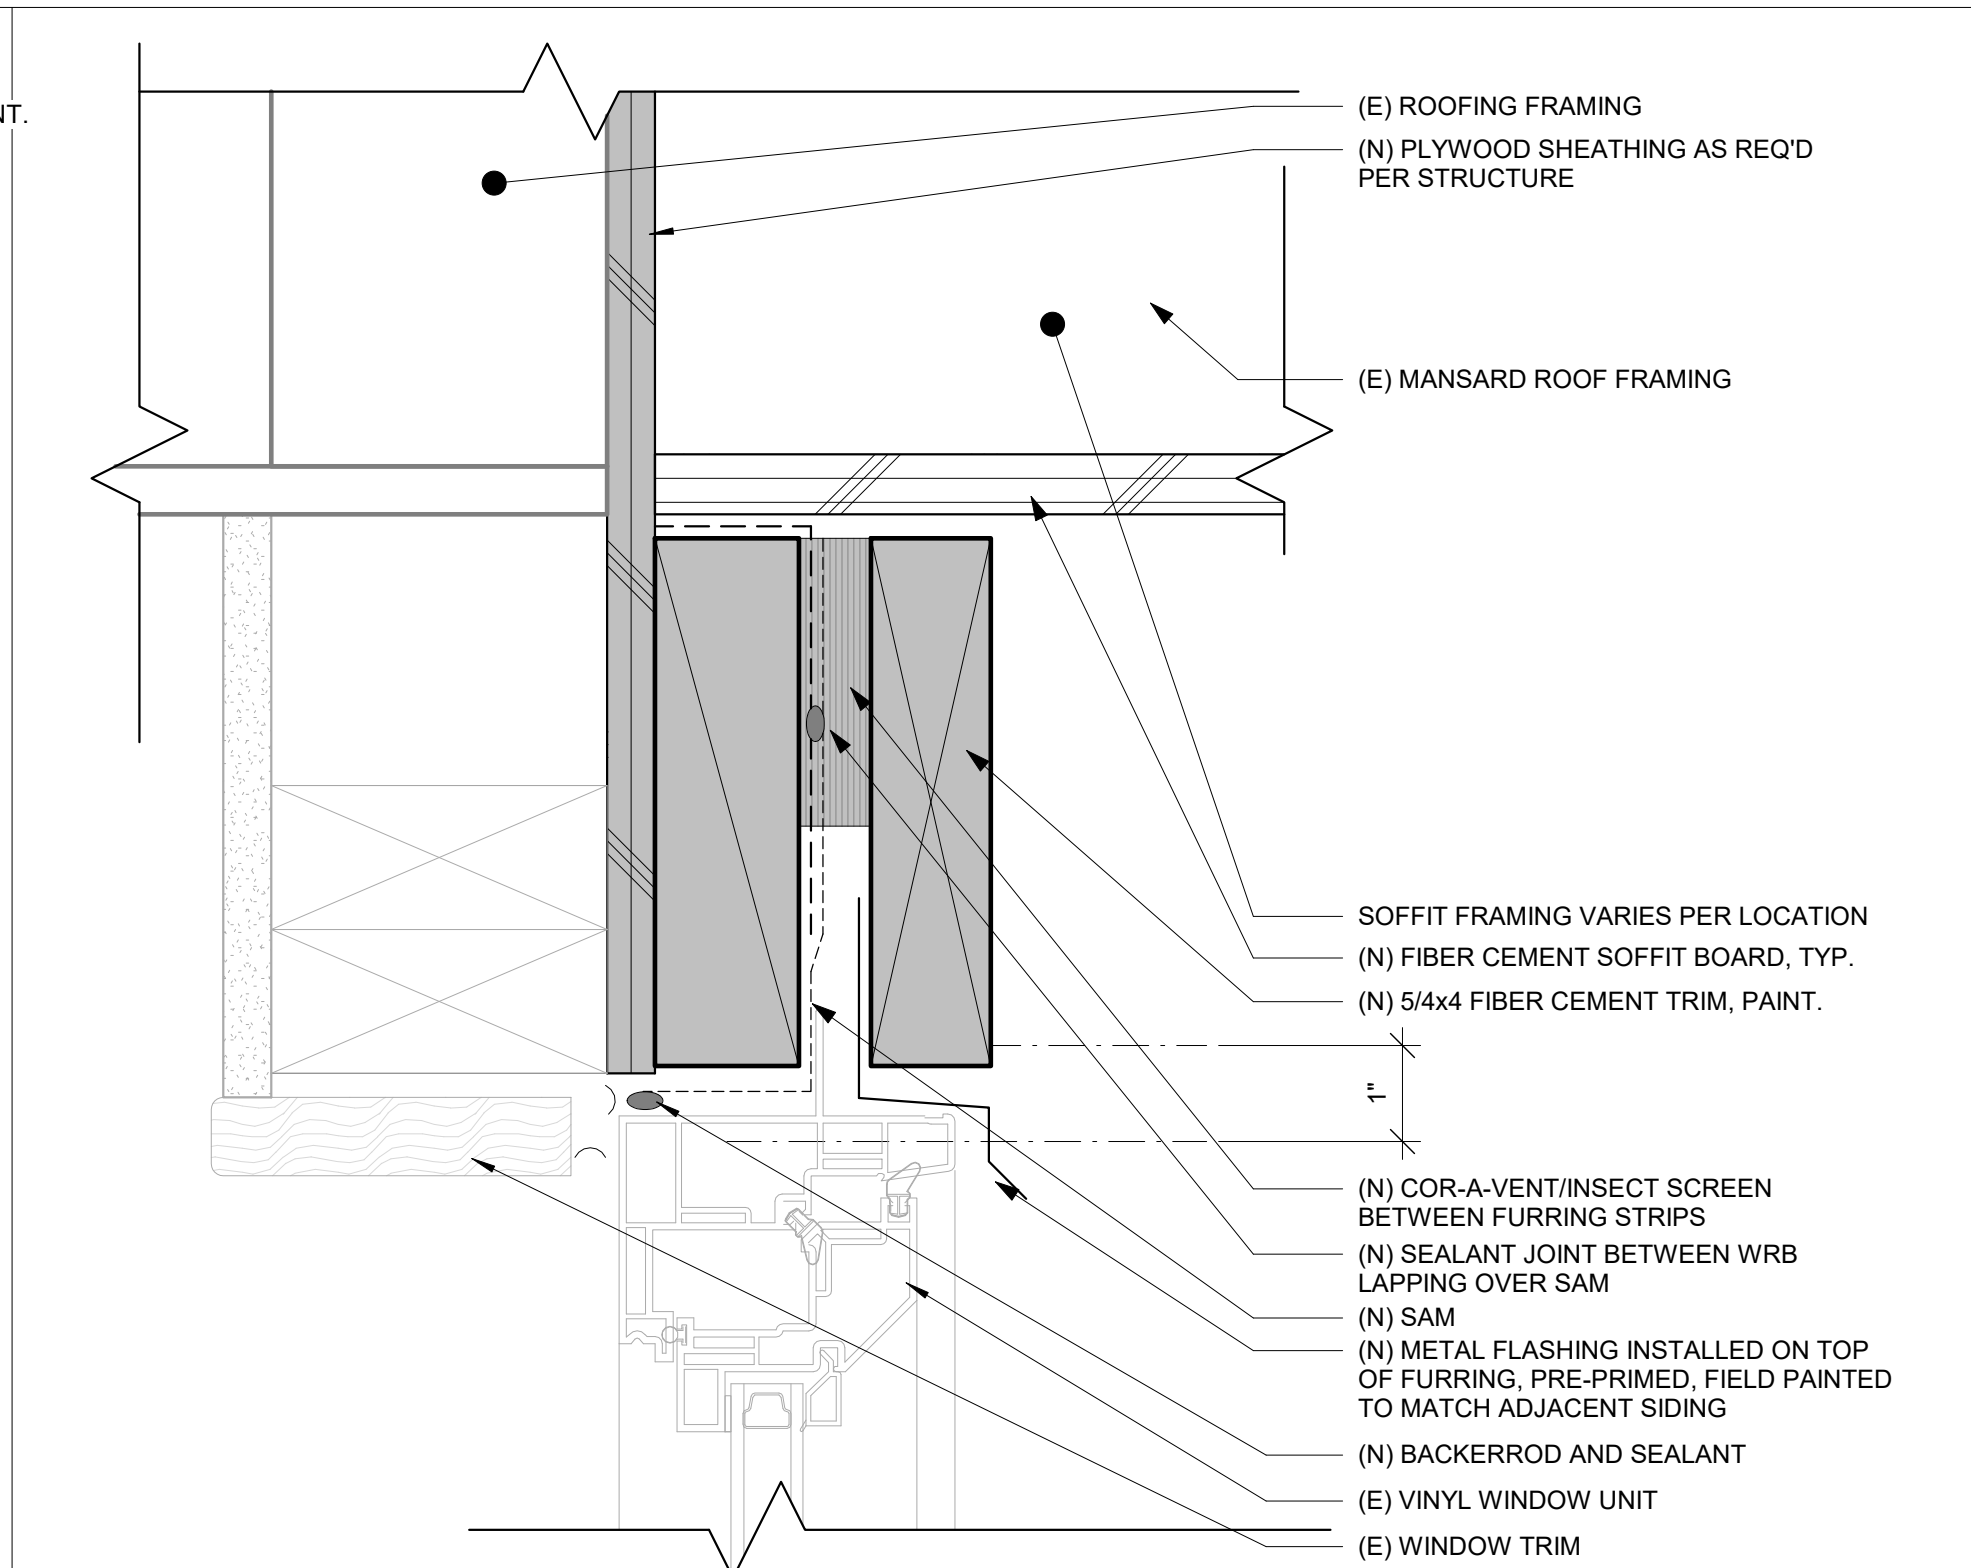 NT.
(E) ROOFING FRAMING
(N) PLYWOOD SHEATHING AS REQ'D
PER STRUCTURE
(E) MANSARD ROOF FRAMING
SOFFIT FRAMING VARIES PER LOCATION
(N) FIBER CEMENT SOFFIT BOARD, TYP.
(N) 5/4x4 FIBER CEMENT TRIM, PAINT.
1"
(N) COR-A-VENT/INSECT SCREEN
BETWEEN FURRING STRIPS
(N) SEALANT JOINT BETWEEN WRB
LAPPING OVER SAM
(N) SAM
(N) METAL FLASHING INSTALLED ON TOP
OF FURRING, PRE-PRIMED, FIELD PAINTED
TO MATCH ADJACENT SIDING
(N) BACKERROD AND SEALANT
(E) VINYL WINDOW UNIT
(E) WINDOW TRIM